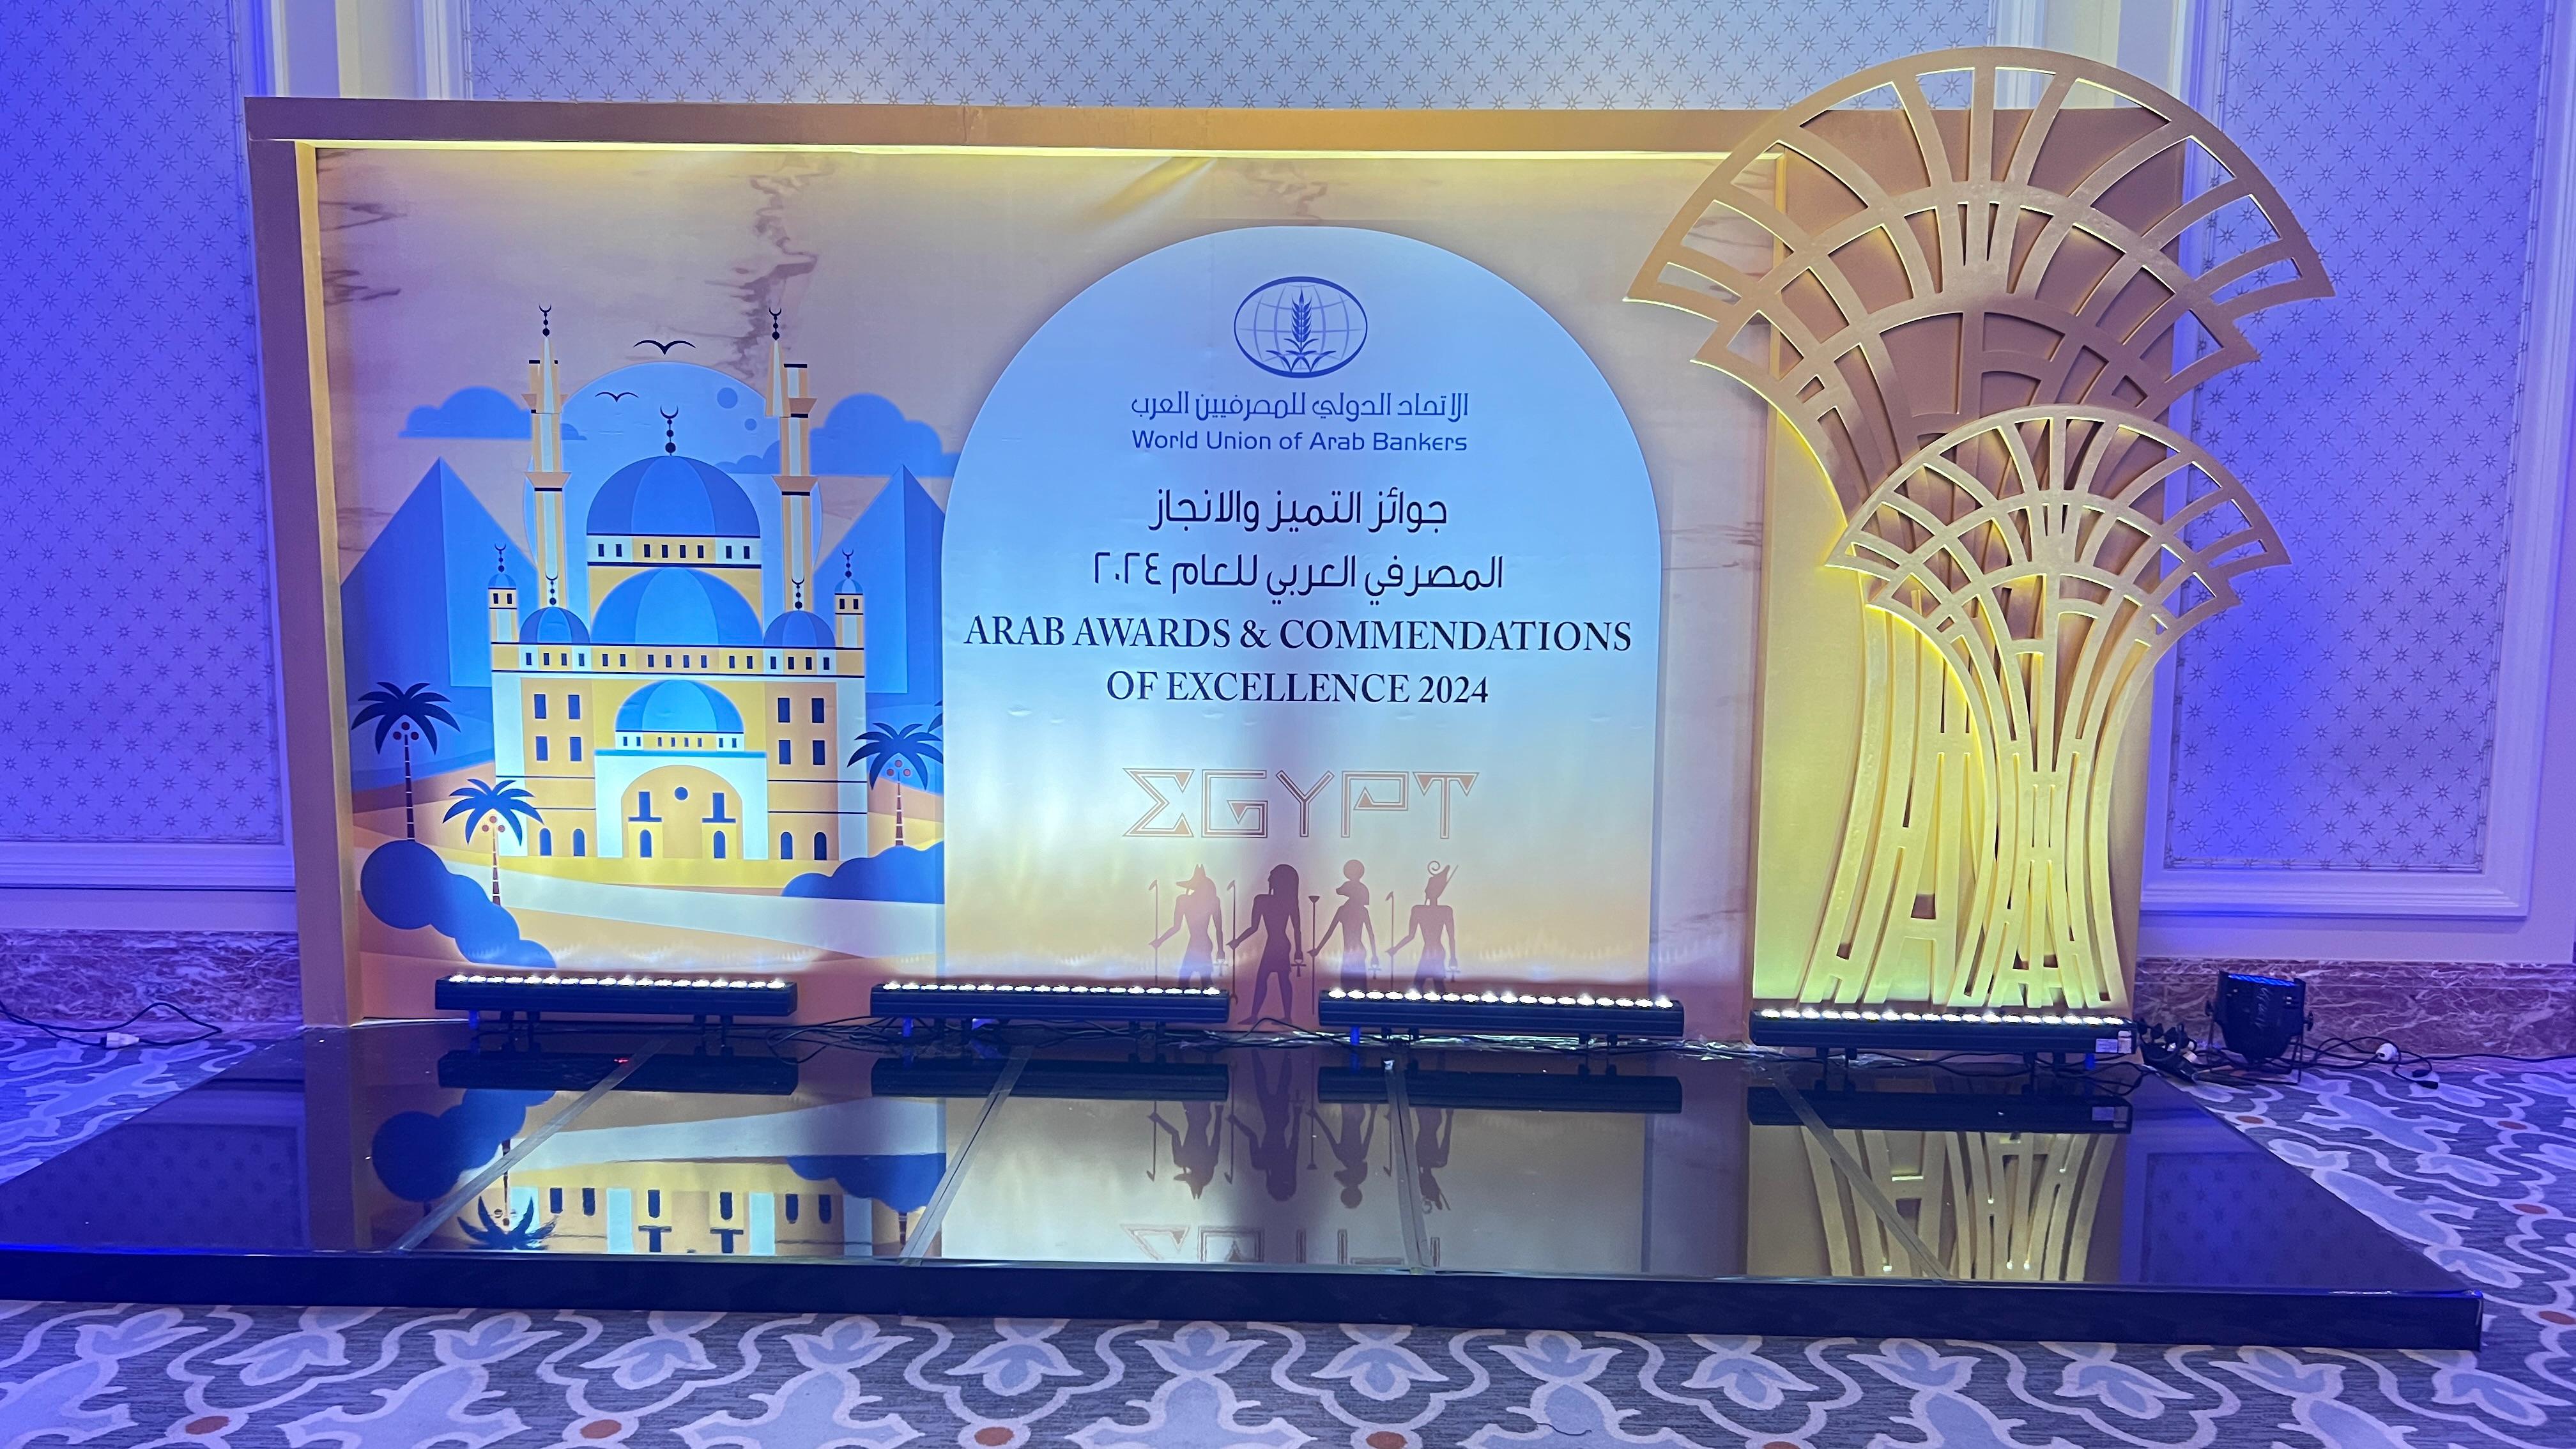 الاتحاد الدولي للمصرفيين العرب
World Union of Arab Bankers
جوائز التميز والانجاز
المصرفي العربي للعام ٢٠٢٤
ARAB AWARDS & COMMENDATIONS
OF EXCELLENCE 2024
EGYPT